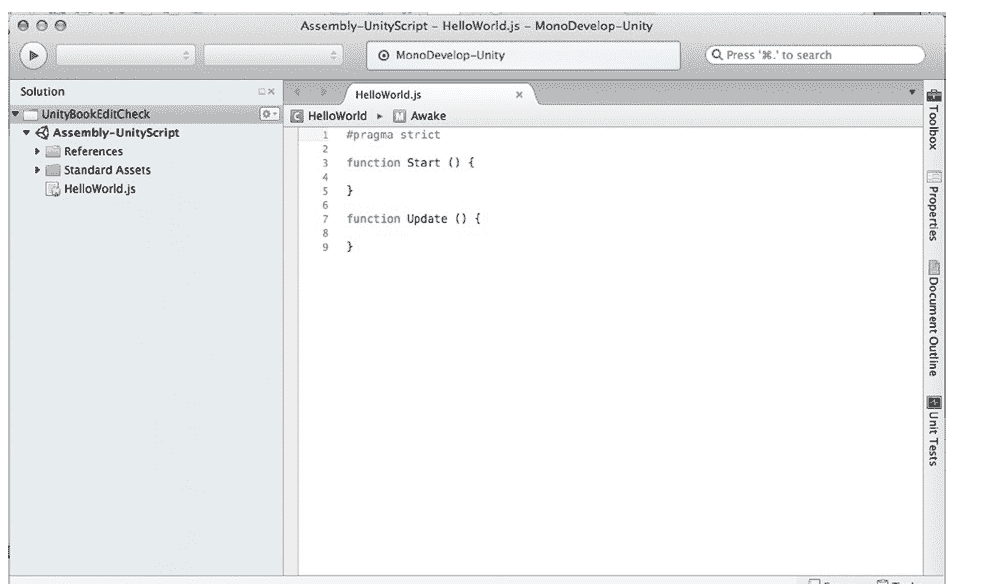 Assembly-UnityScript – HelloWorld.js – MonoDevelop-Unity
MonoDevelop-Unity
Press '⌘.' to search
Solution
UnityBookEditCheck
Assembly-UnityScript
References
Standard Assets
HelloWorld.js
HelloWorld.js
C HelloWorld ▸ M Awake
1 #pragma strict
2
3 function Start () {
4
5 }
6
7 function Update () {
8
9 }
Toolbox
Properties
Document Outline
Unit Tests